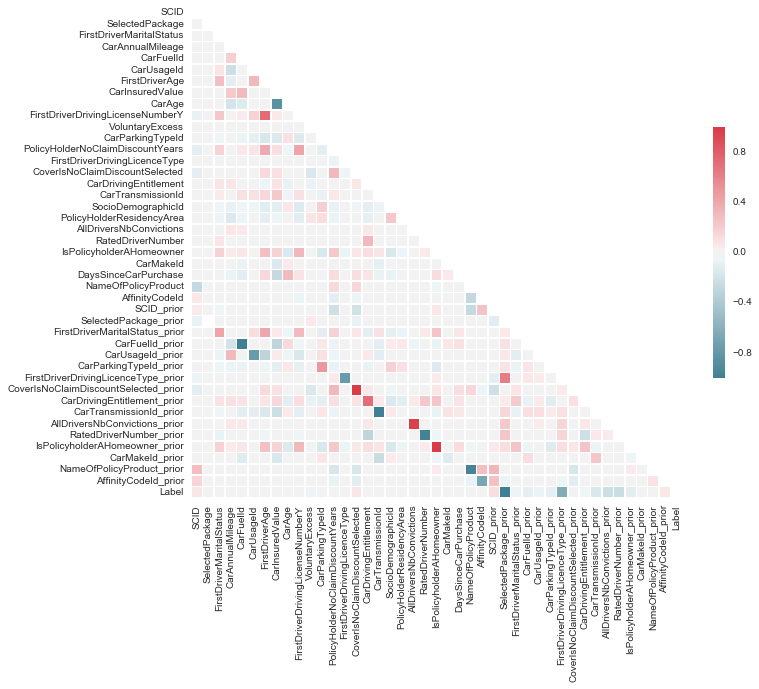 SCID
SelectedPackage
FirstDriverMaritalStatus
CarAnnualMileage
CarFuelId
CarUsageId
FirstDriverAge
CarInsuredValue
CarAge
FirstDriverDrivingLicenseNumberY
VoluntaryExcess
CarParkingTypeId
PolicyHolderNoClaimDiscountYears
FirstDriverDrivingLicenceType
CoverIsNoClaimDiscountSelected
CarDrivingEntitlement
CarTransmissionId
SocioDemographicId
PolicyHolderResidencyArea
AllDriversNbConvictions
RatedDriverNumber
IsPolicyholderAHomeowner
CarMakeId
DaysSinceCarPurchase
NameOfPolicyProduct
AffinityCodeId
SCID_prior
SelectedPackage_prior
FirstDriverMaritalStatus_prior
CarFuelId_prior
CarUsageId_prior
CarParkingTypeId_prior
FirstDriverDrivingLicenceType_prior
CoverIsNoClaimDiscountSelected_prior
CarDrivingEntitlement_prior
CarTransmissionId_prior
AllDriversNbConvictions_prior
RatedDriverNumber_prior
IsPolicyholderAHomeowner_prior
CarMakeId_prior
NameOfPolicyProduct_prior
AffinityCodeId_prior
Label
SCID
SelectedPackage
FirstDriverMaritalStatus
CarAnnualMileage
CarFuelId
CarUsageId
FirstDriverAge
CarInsuredValue
CarAge
FirstDriverDrivingLicenseNumberY
VoluntaryExcess
CarParkingTypeId
PolicyHolderNoClaimDiscountYears
FirstDriverDrivingLicenceType
CoverIsNoClaimDiscountSelected
CarDrivingEntitlement
CarTransmissionId
SocioDemographicId
PolicyHolderResidencyArea
AllDriversNbConvictions
RatedDriverNumber
IsPolicyholderAHomeowner
CarMakeId
DaysSinceCarPurchase
NameOfPolicyProduct
AffinityCodeId
SCID_prior
SelectedPackage_prior
FirstDriverMaritalStatus_prior
CarFuelId_prior
CarUsageId_prior
CarParkingTypeId_prior
FirstDriverDrivingLicenceType_prior
CoverIsNoClaimDiscountSelected_prior
CarDrivingEntitlement_prior
CarTransmissionId_prior
AllDriversNbConvictions_prior
RatedDriverNumber_prior
IsPolicyholderAHomeowner_prior
CarMakeId_prior
NameOfPolicyProduct_prior
AffinityCodeId_prior
Label
0.8
0.4
0.0
−0.4
−0.8